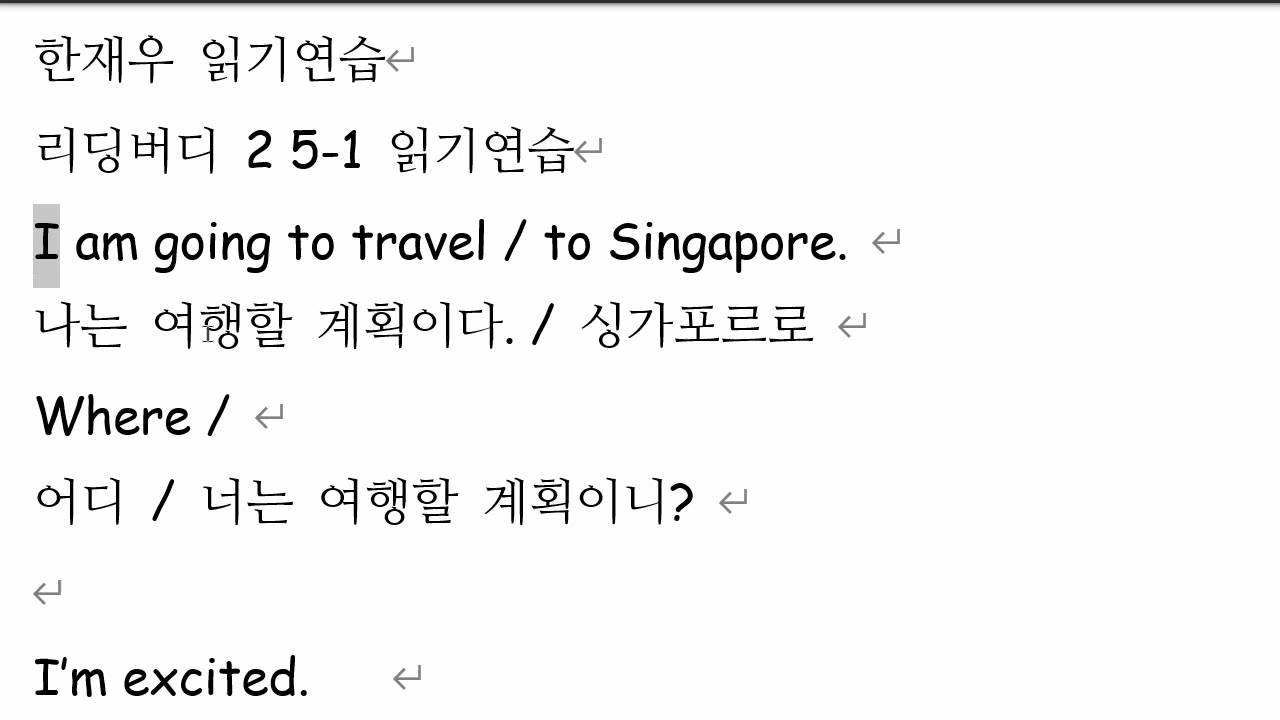 한재우 읽기연습
리딩버디 2 5-1 읽기연습
I am going to travel / to Singapore.
나는 여행할 계획이다. / 싱가포르로
Where /
어디 / 너는 여행할 계획이니?
I’m excited.